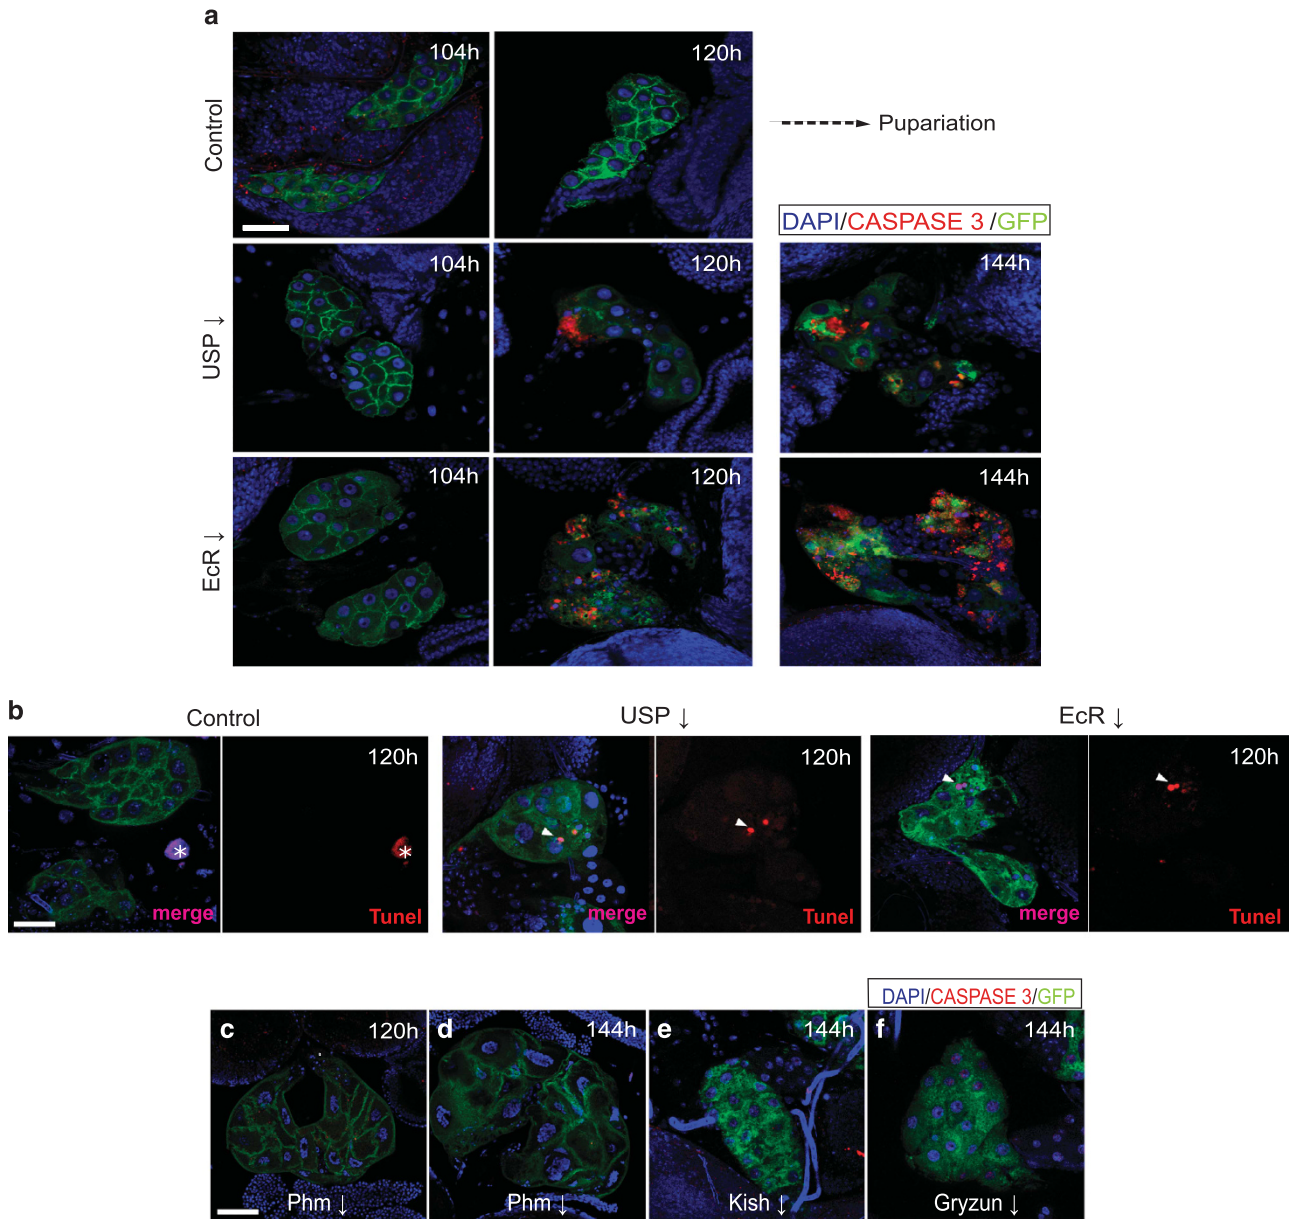 a
Control
104h
120h
Pupariation
DAPI/CASPASE 3 /GFP
USP ↓
104h
120h
144h
EcR ↓
104h
120h
144h
b
Control
USP ↓
EcR ↓
120h
120h
120h
*
*
merge
Tunel
merge
Tunel
merge
Tunel
DAPI/CASPASE 3/GFP
c
120h
d
144h
e
144h
f
144h
Phm ↓
Phm ↓
Kish ↓
Gryzun ↓